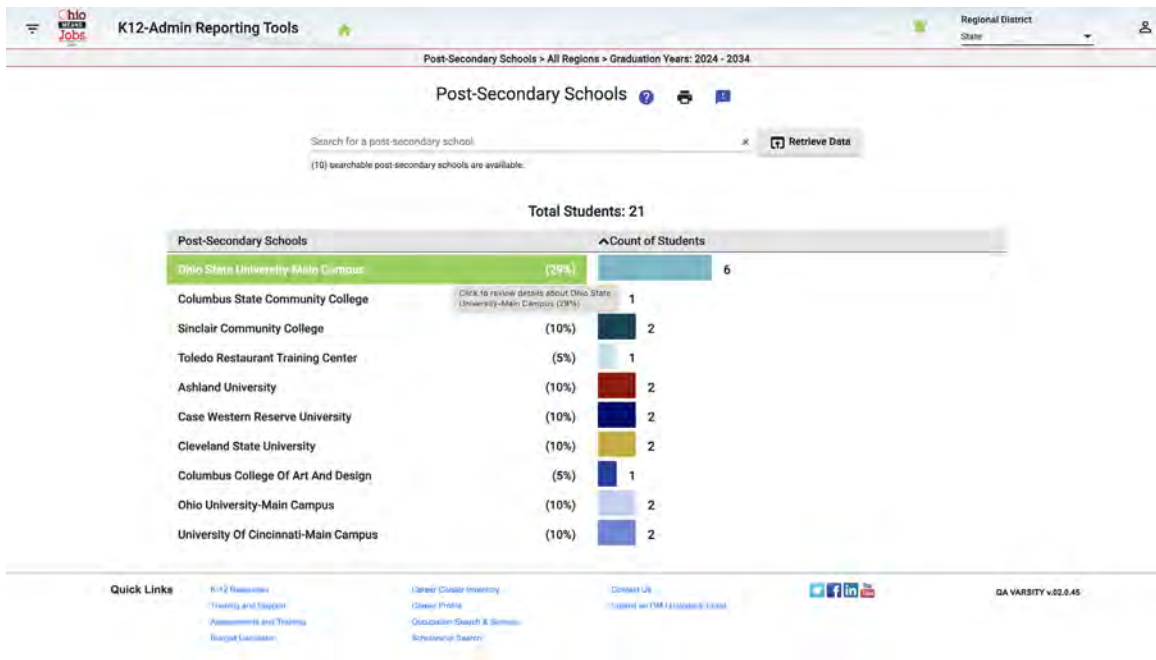 Ohio
MEANS
Jobs
K12-Admin Reporting Tools
Regional District
State
Post-Secondary Schools > All Regions > Graduation Years: 2024 - 2034
Post-Secondary Schools
Search for a post-secondary school
Retrieve Data
(10) searchable post-secondary schools are available.
Total Students: 21
Post-Secondary Schools Count of Students
Ohio State University-Main Campus (29%) 6
Click to review details about Ohio State
University-Main Campus (29%)
Columbus State Community College 1
Sinclair Community College (10%) 2
Toledo Restaurant Training Center (5%) 1
Ashland University (10%) 2
Case Western Reserve University (10%) 2
Cleveland State University (10%) 2
Columbus College Of Art And Design (5%) 1
Ohio University-Main Campus (10%) 2
University Of Cincinnati-Main Campus (10%) 2
Quick Links K-12 Resources Career Cluster Inventory Contact Us QA VARSITY v.02.0.45
Training and Support Career Profile
Assessments and Training Occupation Search &
Budget Calculator Scholarship Search